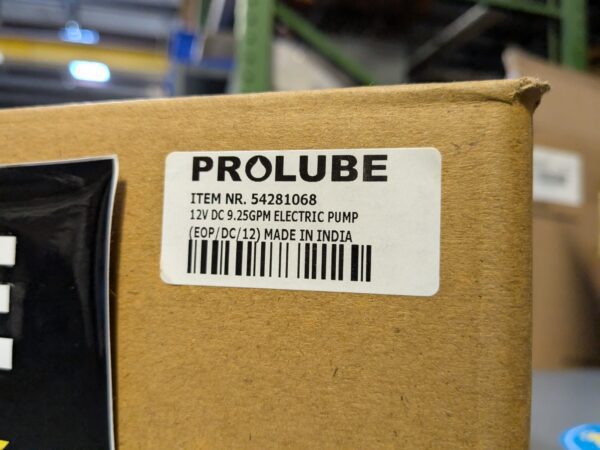 PROLUBE
ITEM NR. 54281068
12V DC 9.25GPM ELECTRIC PUMP
(EOP/DC/12) MADE IN INDIA